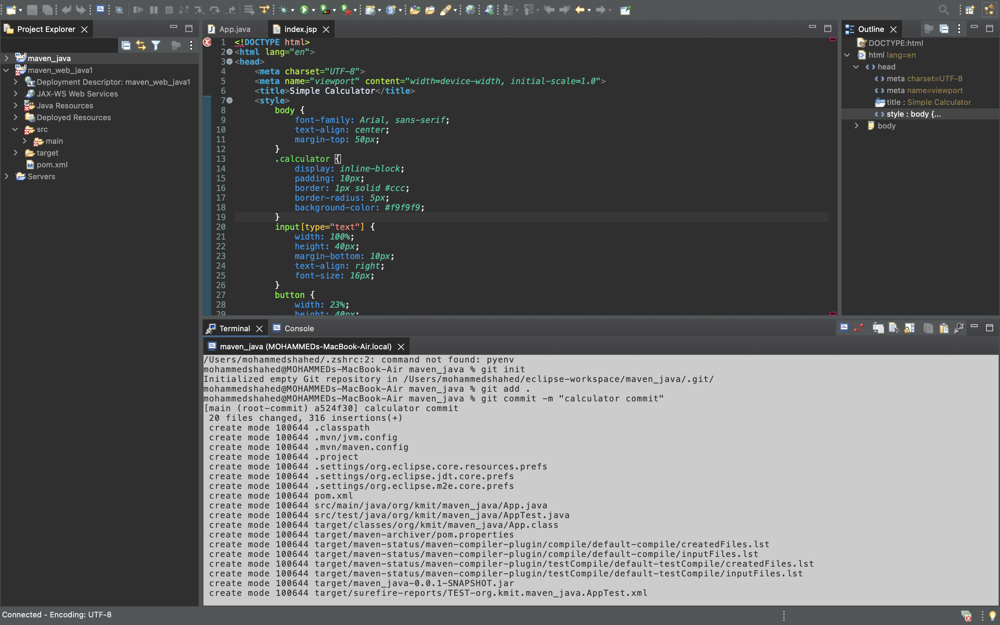 Project Explorer
maven_java
maven_web_java1
Deployment Descriptor: maven_web_java1
JAX-WS Web Services
Java Resources
Deployed Resources
src
main
target
pom.xml
Servers
App.java
index.jsp
1 <!DOCTYPE html>
2 <html lang="en">
3 <head>
4 <meta charset="UTF-8">
5 <meta name="viewport" content="width=device-width, initial-scale=1.0">
6 <title>Simple Calculator</title>
7 <style>
8 body {
9 font-family: Arial, sans-serif;
10 text-align: center;
11 margin-top: 50px;
12 }
13 .calculator {
14 display: inline-block;
15 padding: 10px;
16 border: 1px solid #ccc;
17 border-radius: 5px;
18 background-color: #f9f9f9;
19 }
20 input[type="text"] {
21 width: 100%;
22 height: 40px;
23 margin-bottom: 10px;
24 text-align: right;
25 font-size: 16px;
26 }
27 button {
28 width: 23%;
29 height: 40px;
Outline
DOCTYPE:html
html lang=en
head
meta charset=UTF-8
meta name=viewport
title : Simple Calculator
style : body {...
body
Terminal
Console
maven_java (MOHAMMEDs-MacBook-Air.local)
/Users/mohammedshahed/.zshrc:2: command not found: pyenv
mohammedshahed@MOHAMMEDs-MacBook-Air maven_java % git init
Initialized empty Git repository in /Users/mohammedshahed/eclipse-workspace/maven_java/.git/
mohammedshahed@MOHAMMEDs-MacBook-Air maven_java % git add .
mohammedshahed@MOHAMMEDs-MacBook-Air maven_java % git commit -m "calculator commit"
[main (root-commit) a524f30] calculator commit
20 files changed, 316 insertions(+)
create mode 100644 .classpath
create mode 100644 .mvn/jvm.config
create mode 100644 .mvn/maven.config
create mode 100644 .project
create mode 100644 .settings/org.eclipse.core.resources.prefs
create mode 100644 .settings/org.eclipse.jdt.core.prefs
create mode 100644 .settings/org.eclipse.m2e.core.prefs
create mode 100644 pom.xml
create mode 100644 src/main/java/org/kmit/maven_java/App.java
create mode 100644 src/test/java/org/kmit/maven_java/AppTest.java
create mode 100644 target/classes/org/kmit/maven_java/App.class
create mode 100644 target/maven-archiver/pom.properties
create mode 100644 target/maven-status/maven-compiler-plugin/compile/default-compile/createdFiles.lst
create mode 100644 target/maven-status/maven-compiler-plugin/compile/default-compile/inputFiles.lst
create mode 100644 target/maven-status/maven-compiler-plugin/testCompile/default-testCompile/createdFiles.lst
create mode 100644 target/maven-status/maven-compiler-plugin/testCompile/default-testCompile/inputFiles.lst
create mode 100644 target/maven_java-0.0.1-SNAPSHOT.jar
create mode 100644 target/surefire-reports/TEST-org.kmit.maven_java.AppTest.xml
Connected - Encoding: UTF-8